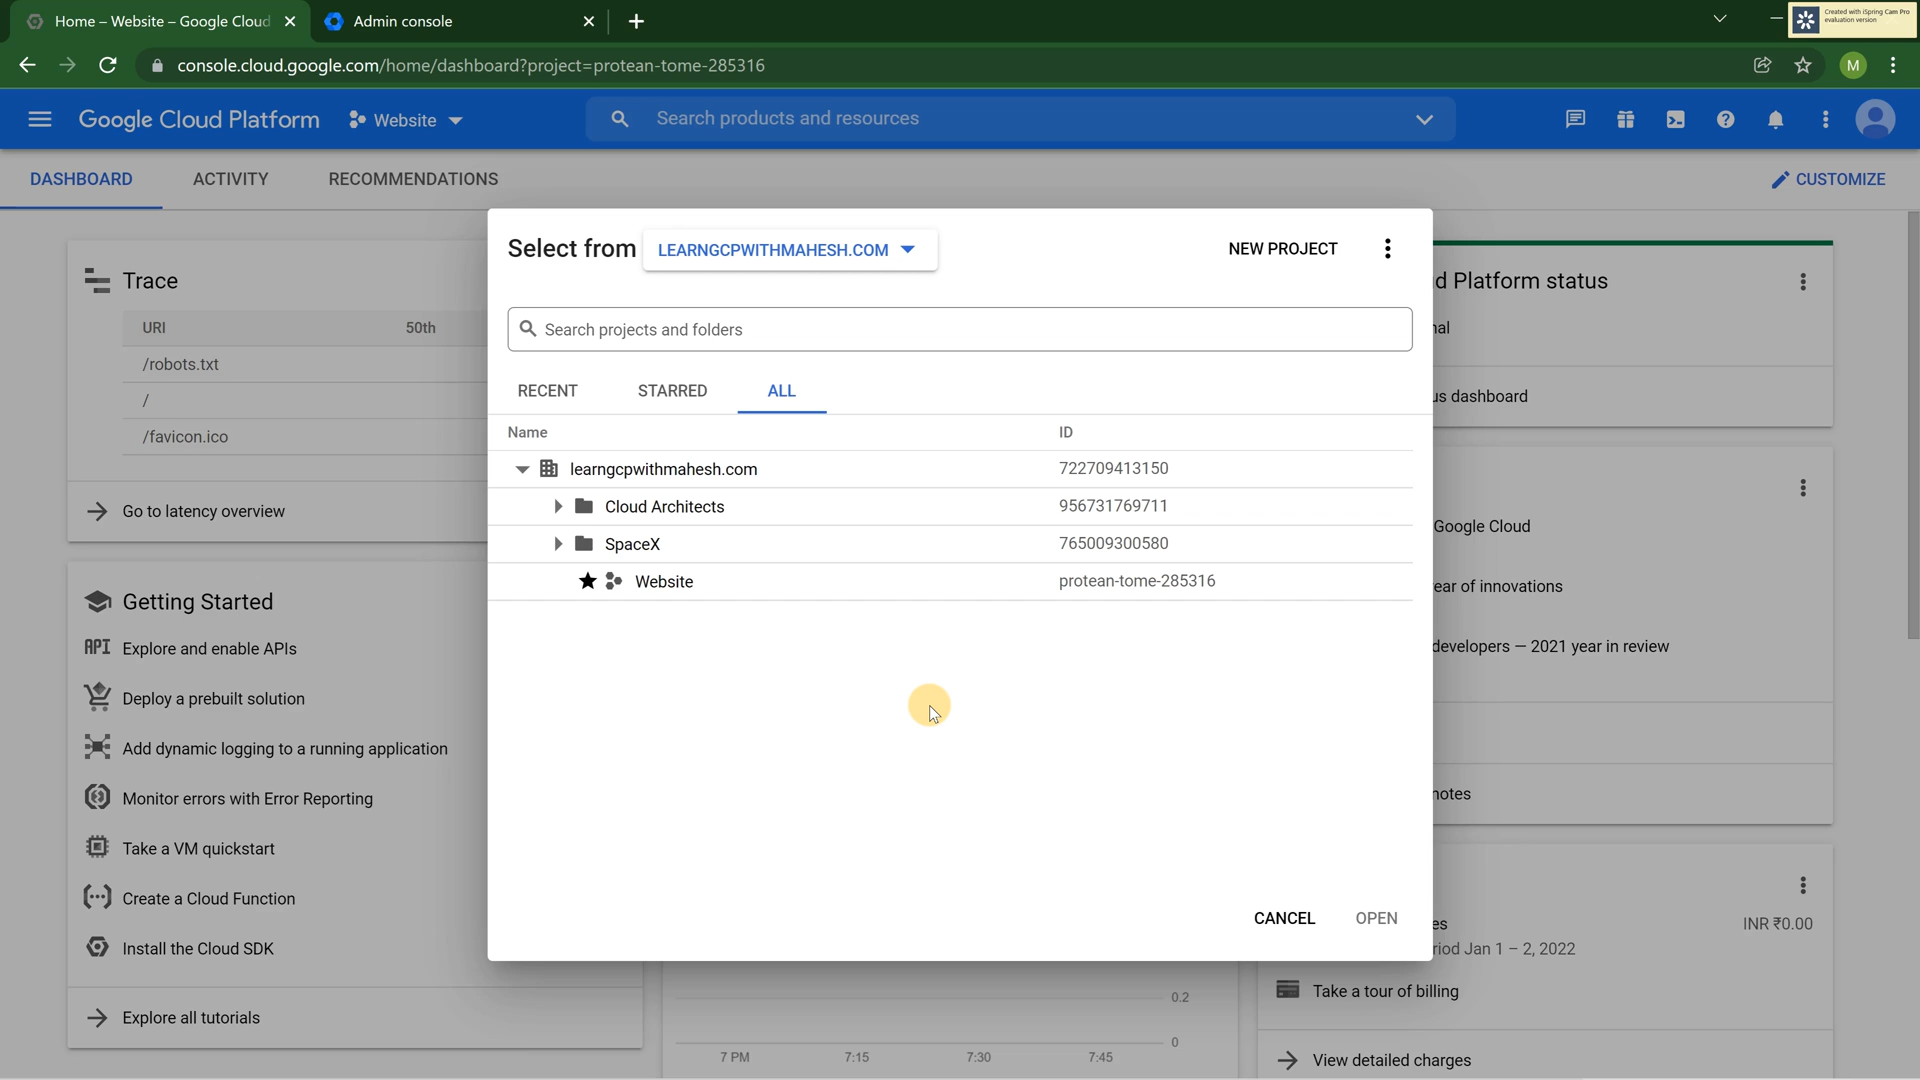 Home – Website – Google Cloud
Admin console
Created with iSpring Cam Pro
evaluation version
console.cloud.google.com/home/dashboard?project=protean-tome-285316
M
Google Cloud Platform
Website
Search products and resources
DASHBOARD
ACTIVITY
RECOMMENDATIONS
CUSTOMIZE
Select from
LEARNGCPWITHMAHESH.COM
NEW PROJECT
Search projects and folders
RECENT
STARRED
ALL
Name
ID
learngcpwithmahesh.com
722709413150
Cloud Architects
956731769711
SpaceX
765009300580
Website
protean-tome-285316
CANCEL
OPEN
Trace
URI
50th
/robots.txt
/
/favicon.ico
Go to latency overview
Getting Started
API
Explore and enable APIs
Deploy a prebuilt solution
Add dynamic logging to a running application
Monitor errors with Error Reporting
Take a VM quickstart
Create a Cloud Function
Install the Cloud SDK
Explore all tutorials
0.2
0
7 PM
7:15
7:30
7:45
d Platform status
nal
us dashboard
Google Cloud
ear of innovations
developers — 2021 year in review
notes
es
INR ₹0.00
riod Jan 1 – 2, 2022
Take a tour of billing
View detailed charges